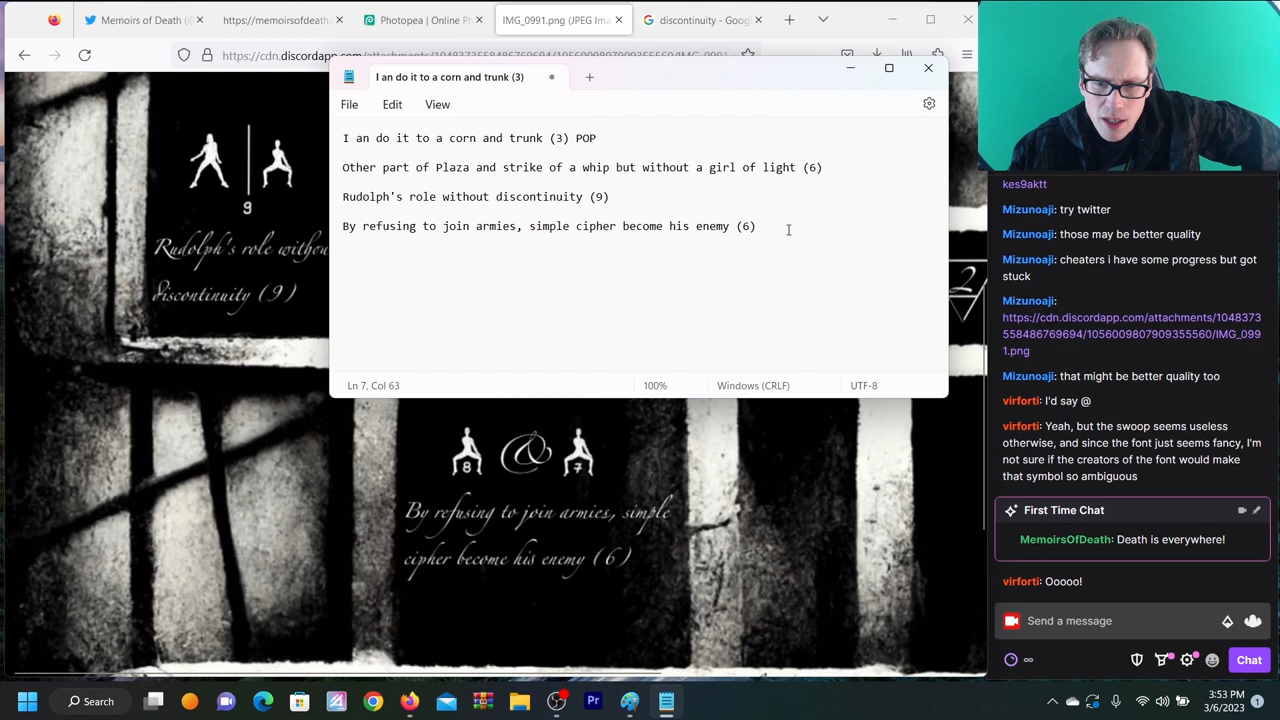 Memoirs of Death (@
https://memoirsofdeath.
Photopea | Online Ph
IMG_0991.png (JPEG Ima
discontinuity - Goog
https://cdn.discordapp.com/attachments/1048373558486769694/1056009807909355560/IMG_0991
I an do it to a corn and trunk (3)
File
Edit
View
I an do it to a corn and trunk (3) POP
Other part of Plaza and strike of a whip but without a girl of light (6)
Rudolph's role without discontinuity (9)
By refusing to join armies, simple cipher become his enemy (6)
Ln 7, Col 63
100%
Windows (CRLF)
UTF-8
9
Rudolph's role withou
discontinuity (9)
2
8
&
7
By refusing to join armies, simple
cipher become his enemy (6)
kes9aktt
Mizunoaji: try twitter
Mizunoaji: those may be better quality
Mizunoaji: cheaters i have some progress but got
stuck
Mizunoaji:
https://cdn.discordapp.com/attachments/1048373
558486769694/1056009807909355560/IMG_099
1.png
Mizunoaji: that might be better quality too
virforti: I'd say @
virforti: Yeah, but the swoop seems useless
otherwise, and since the font just seems fancy, I'm
not sure if the creators of the font would make
that symbol so ambiguous
First Time Chat
MemoirsOfDeath: Death is everywhere!
virforti: Ooooo!
Send a message
∞
Chat
Search
Pr
3:53 PM
3/6/2023
1